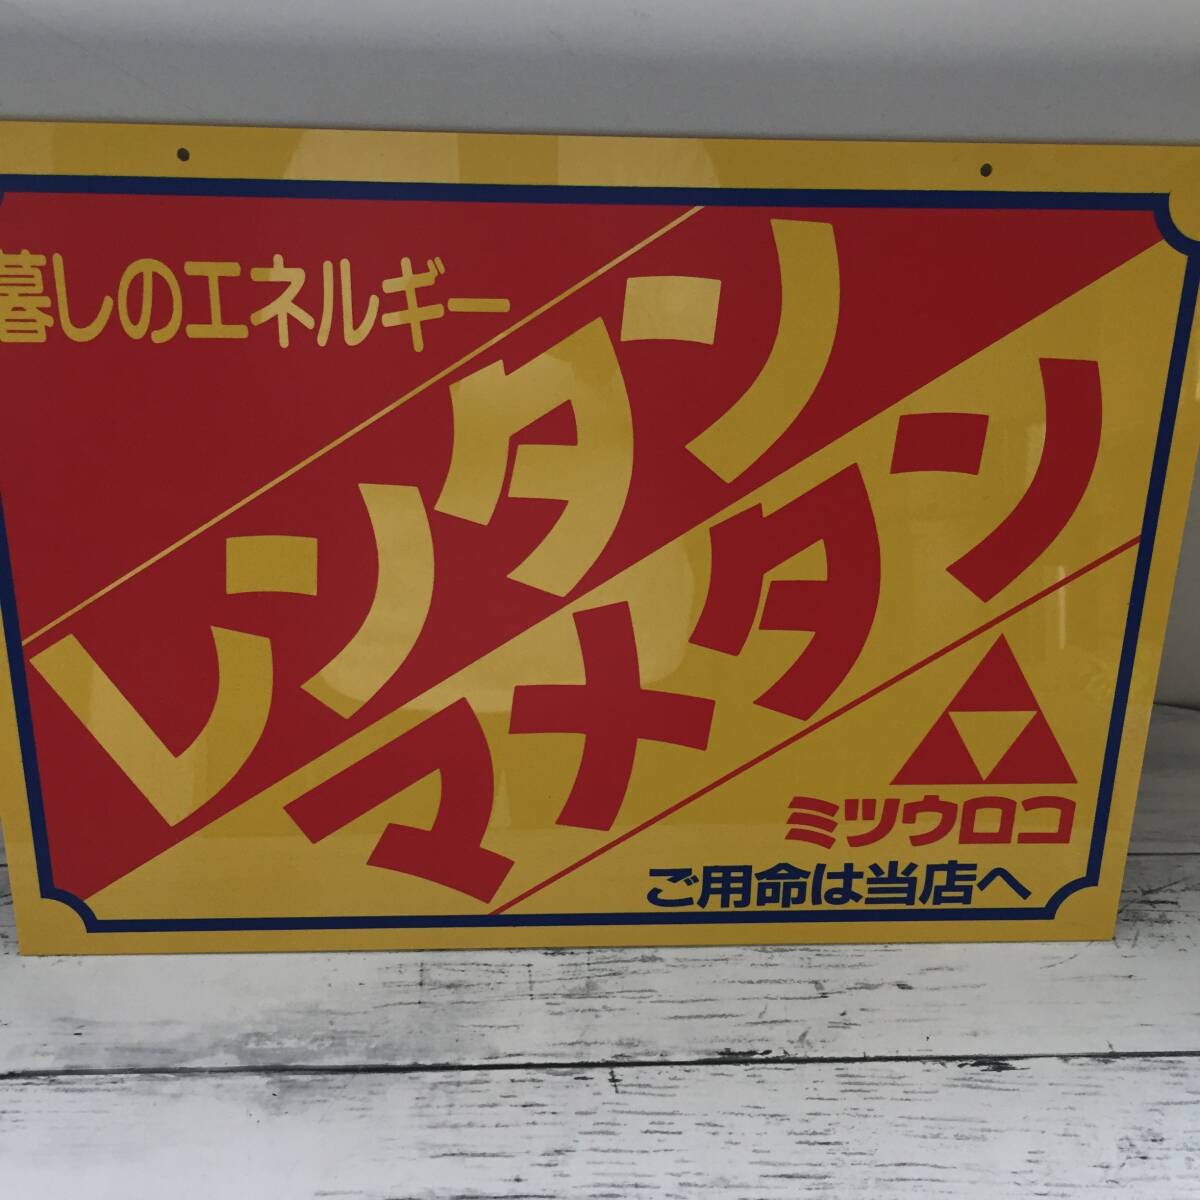 暮しのエネルギー
レンタン
マメタン
ミツウロコ
ご用命は当店へ